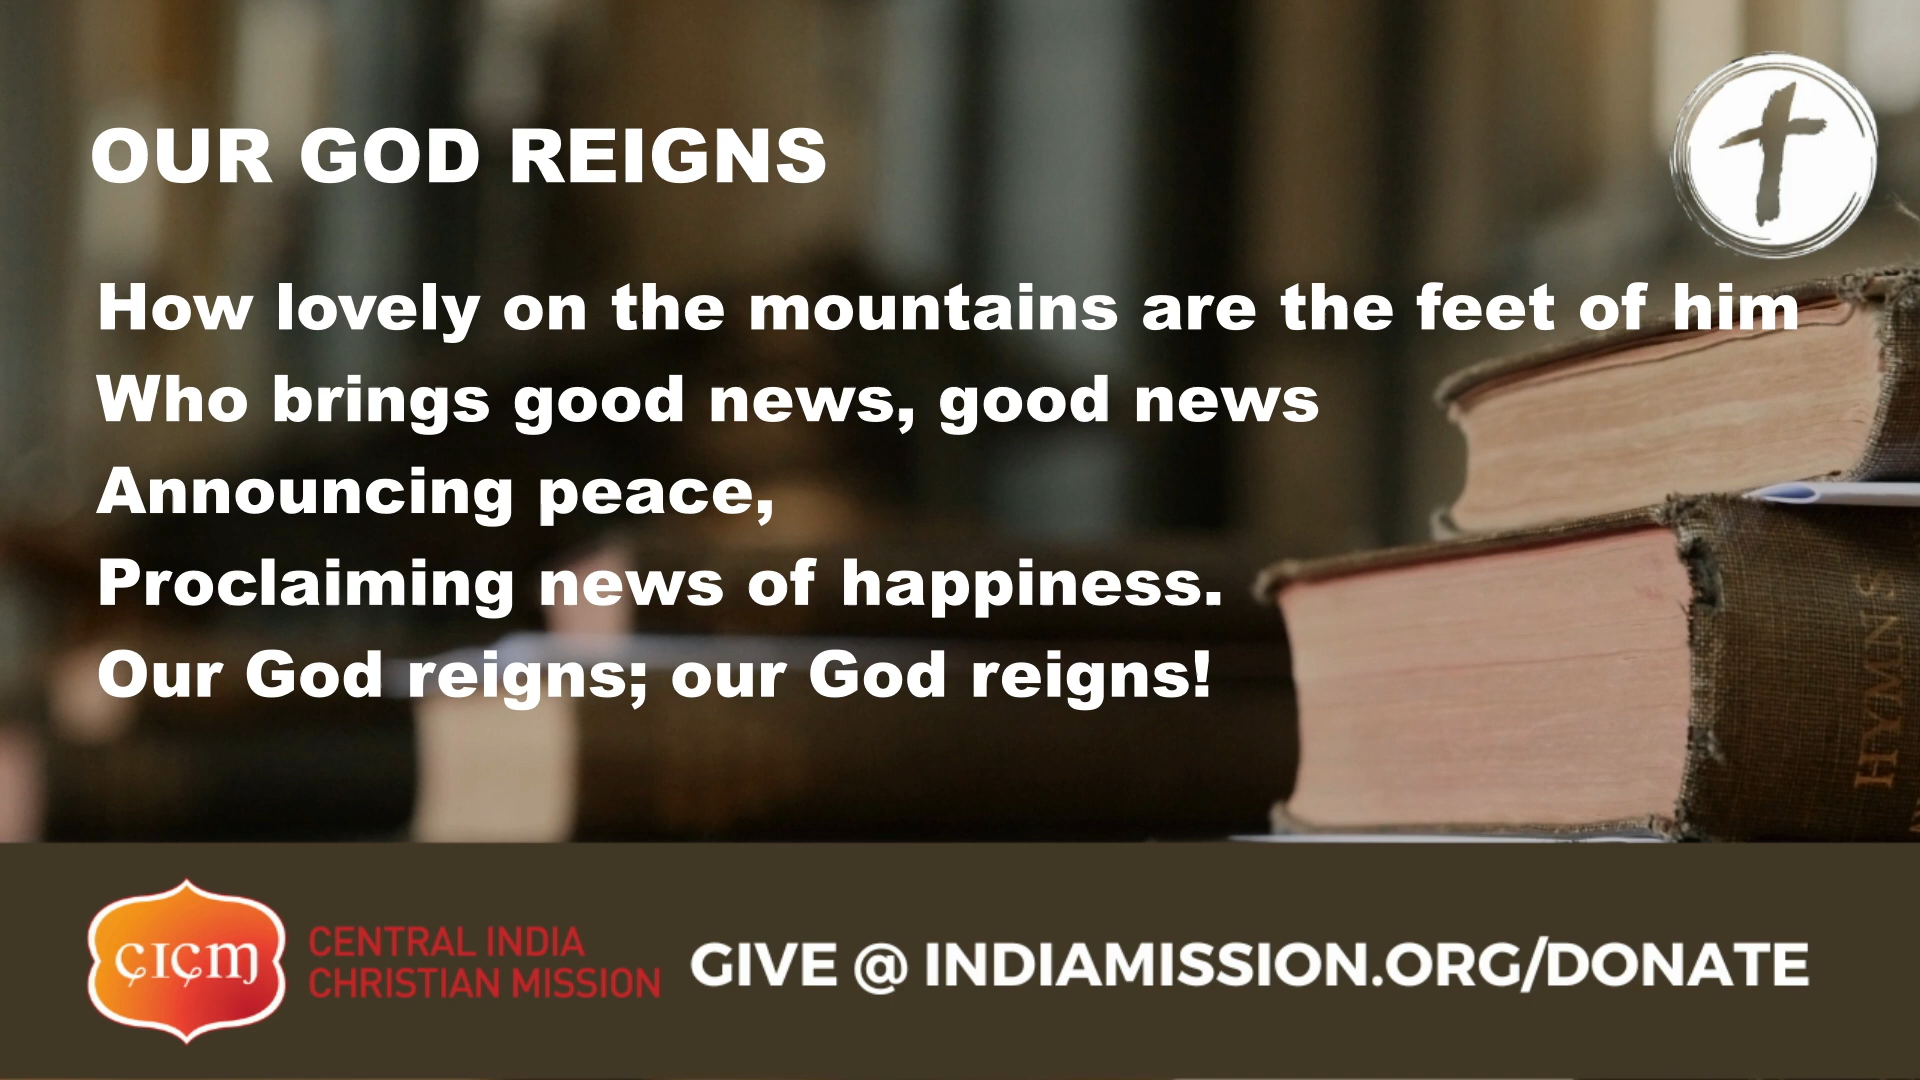 OUR GOD REIGNS
How lovely on the mountains are the feet of him
Who brings good news, good news
Announcing peace,
Proclaiming news of happiness.
Our God reigns; our God reigns!
HYMNS
CICM
CENTRAL INDIA
CHRISTIAN MISSION
GIVE @ INDIAMISSION.ORG/DONATE